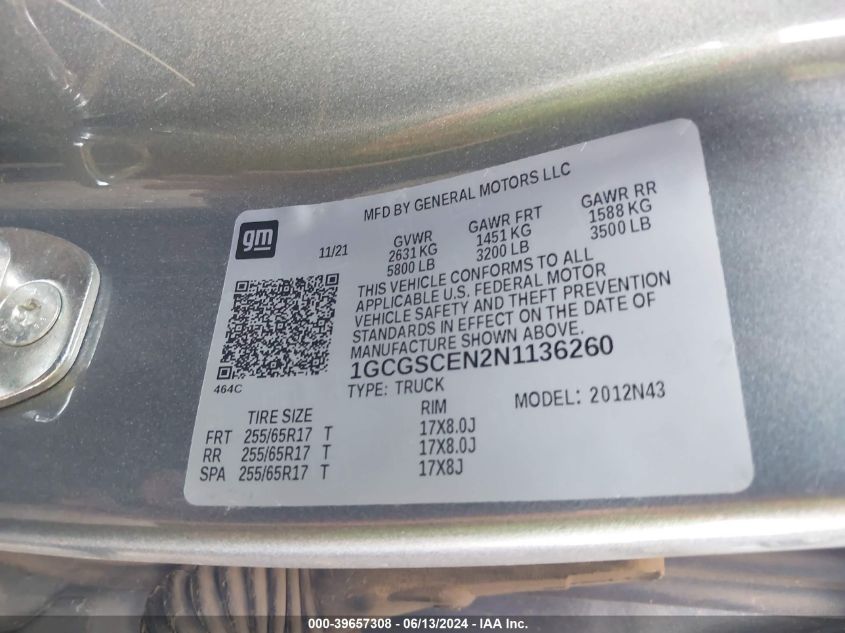 MFD BY GENERAL MOTORS LLC
gm
11/21
GVWR GAWR FRT GAWR RR
2631 KG 1451 KG 1588 KG
5800 LB 3200 LB 3500 LB
THIS VEHICLE CONFORMS TO ALL
APPLICABLE U.S. FEDERAL MOTOR
VEHICLE SAFETY AND THEFT PREVENTION
STANDARDS IN EFFECT ON THE DATE OF
MANUFACTURE SHOWN ABOVE.
1GCGSCEN2N1136260
464C
TYPE: TRUCK MODEL: 2012N43
TIRE SIZE RIM
FRT 255/65R17 T 17X8.0J
RR 255/65R17 T 17X8.0J
SPA 255/65R17 T 17X8J
000-39657308 - 06/13/2024 - IAA Inc.